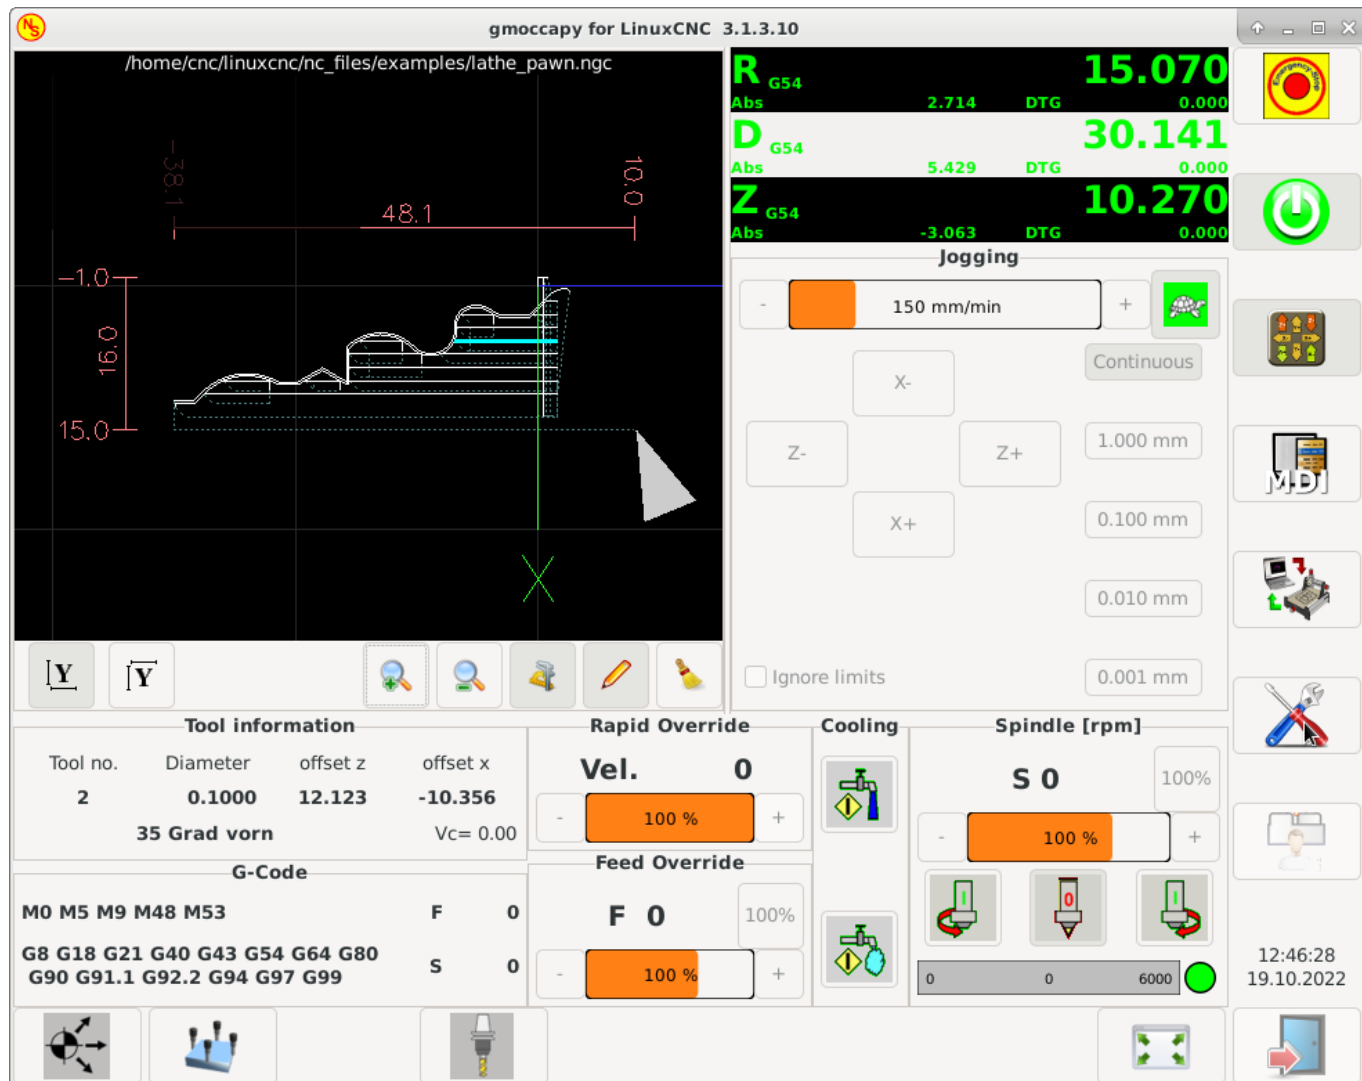 NS
gmoccapy for LinuxCNC 3.1.3.10
/home/cnc/linuxcnc/nc_files/examples/lathe_pawn.ngc
-38.1
10.0
48.1
-1.0
16.0
15.0
X
R G54 15.070
Abs 2.714 DTG 0.000
D G54 30.141
Abs 5.429 DTG 0.000
Z G54 10.270
Abs -3.063 DTG 0.000
Emergency-Stop
Jogging
- 150 mm/min +
Continuous
X-
1.000 mm
Z- Z+
MDI
0.100 mm
X+
0.010 mm
Ignore limits
0.001 mm
Y Y
Tool information
Tool no. Diameter offset z offset x
2 0.1000 12.123 -10.356
35 Grad vorn Vc= 0.00
G-Code
M0 M5 M9 M48 M53 F 0
G8 G18 G21 G40 G43 G54 G64 G80
G90 G91.1 G92.2 G94 G97 G99
S 0
Rapid Override
Vel. 0
- 100 % +
Feed Override
F 0 100%
- 100 % +
Cooling
I
I
Spindle [rpm]
S 0 100%
- 100 % +
I 0 I
0 0 6000
12:46:28
19.10.2022